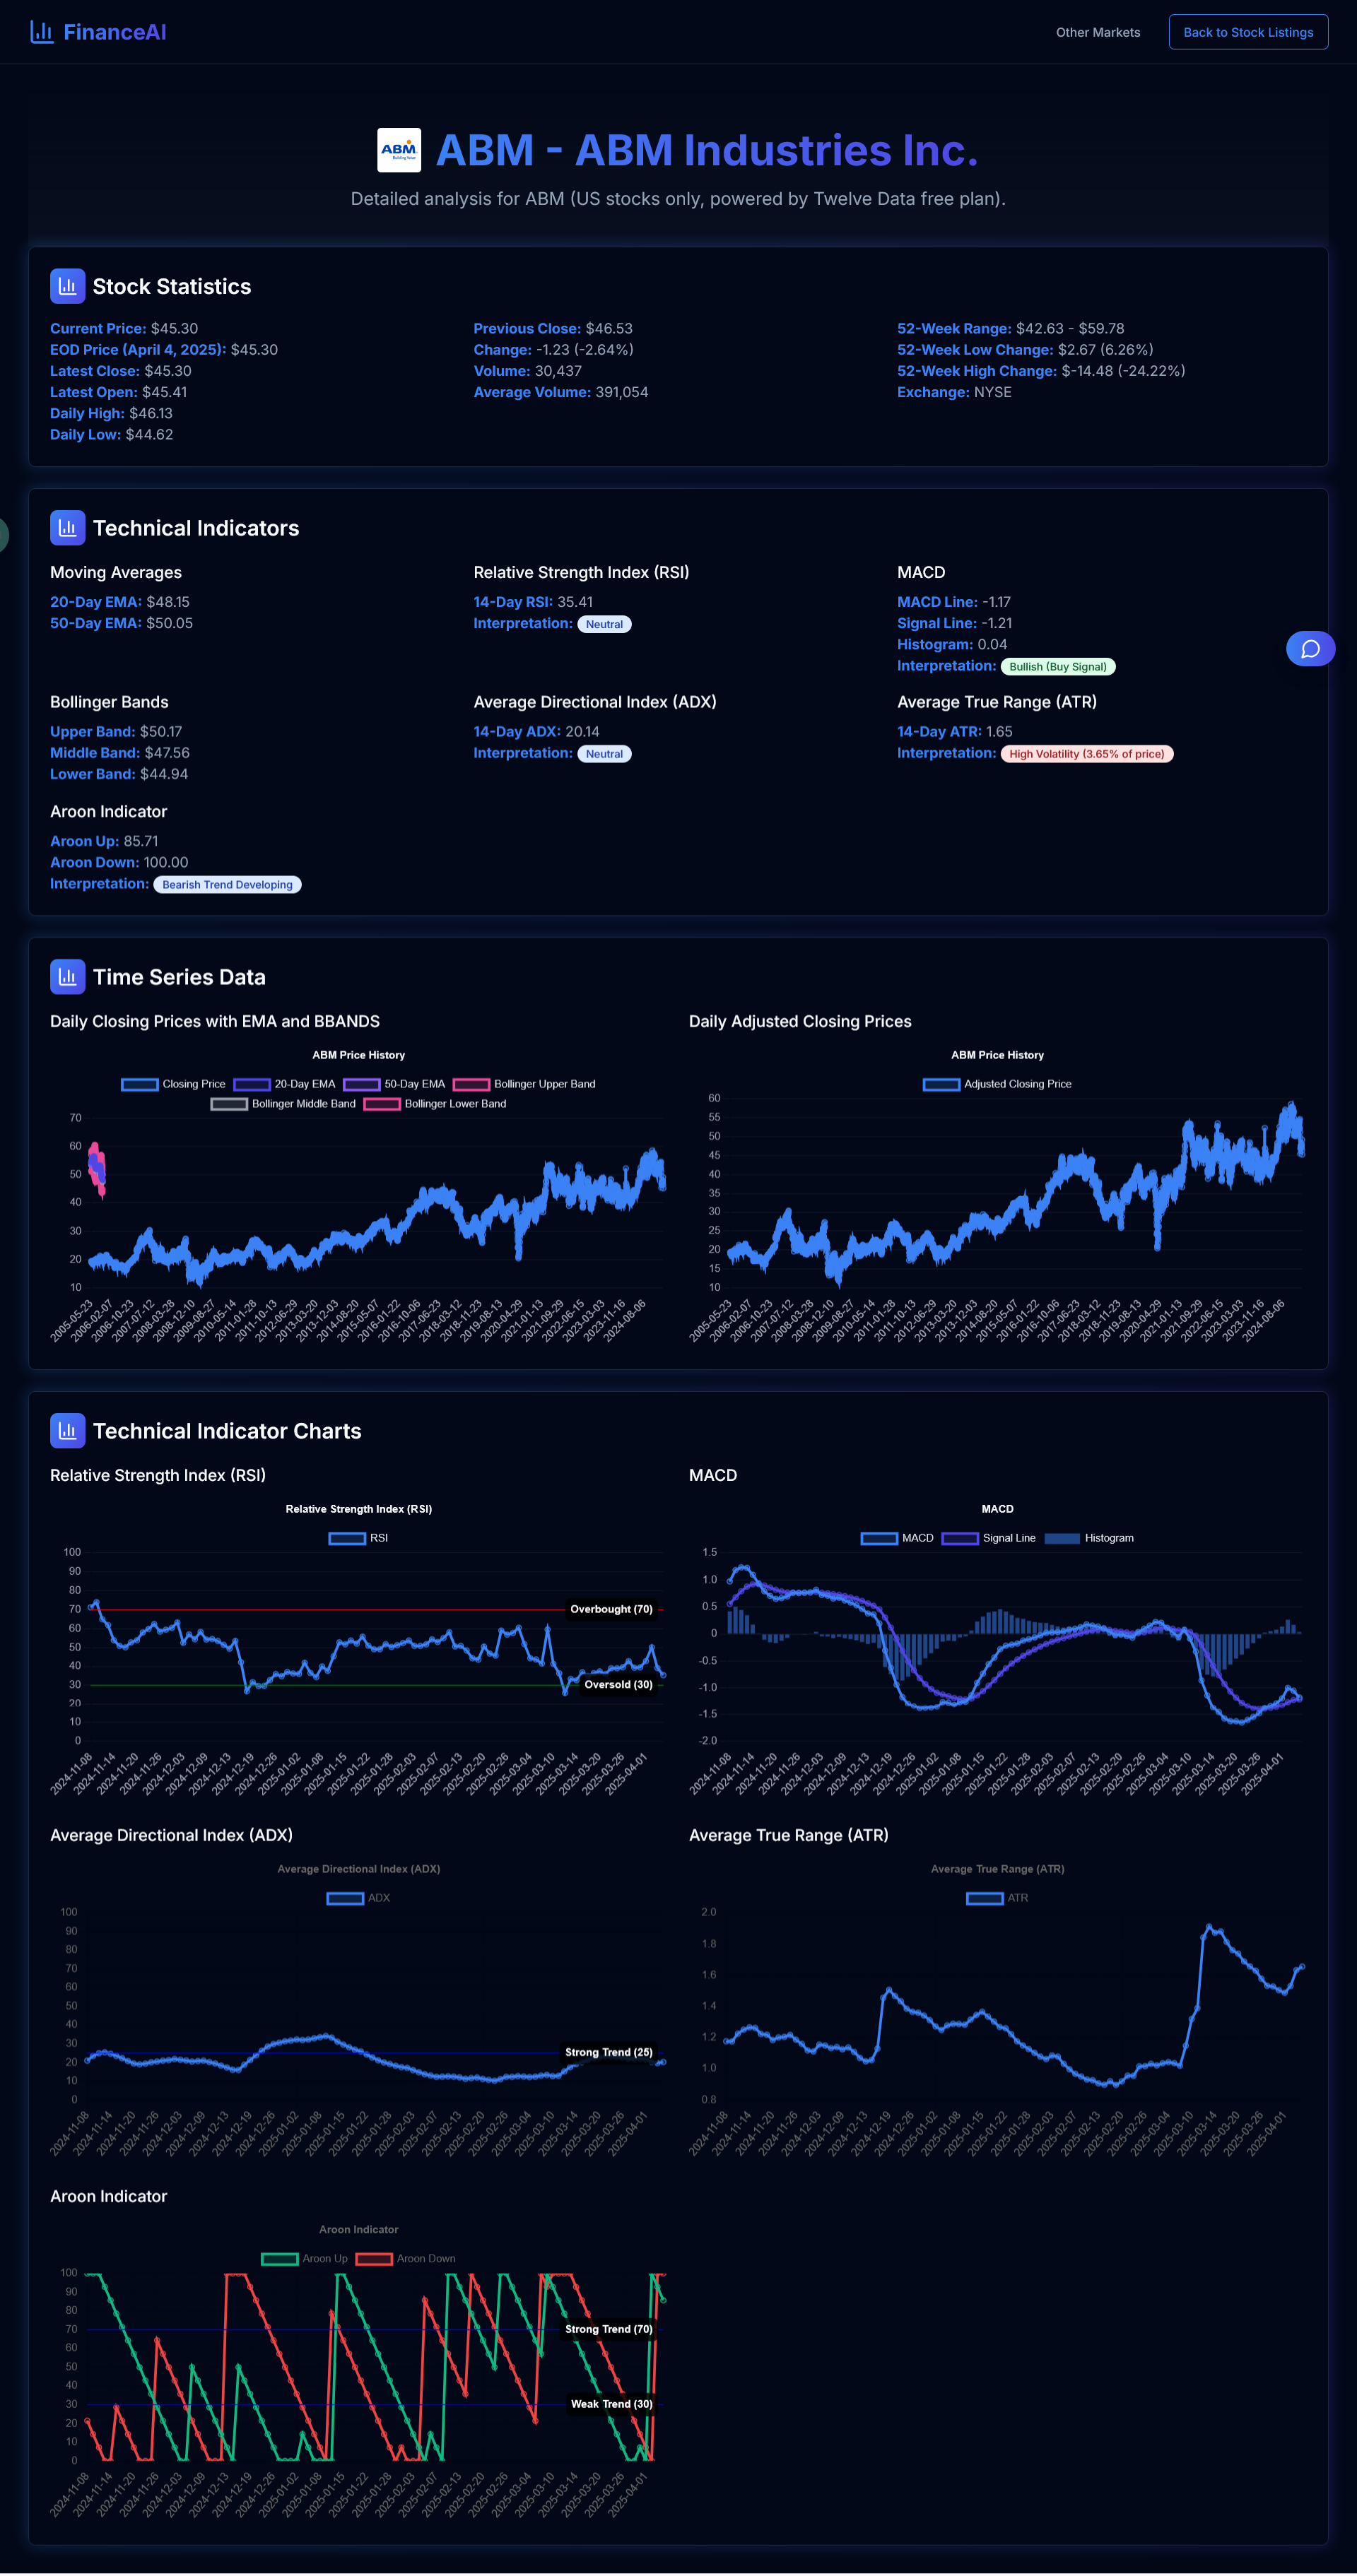 FinanceAI
Other Markets
Back to Stock Listings
ABM
Building Value
ABM - ABM Industries Inc.
Detailed analysis for ABM (US stocks only, powered by Twelve Data free plan).
Stock Statistics
Current Price: $45.30
EOD Price (April 4, 2025): $45.30
Latest Close: $45.30
Latest Open: $45.41
Daily High: $46.13
Daily Low: $44.62
Previous Close: $46.53
Change: -1.23 (-2.64%)
Volume: 30,437
Average Volume: 391,054
52-Week Range: $42.63 - $59.78
52-Week Low Change: $2.67 (6.26%)
52-Week High Change: $-14.48 (-24.22%)
Exchange: NYSE
Technical Indicators
Moving Averages
20-Day EMA: $48.15
50-Day EMA: $50.05
Relative Strength Index (RSI)
14-Day RSI: 35.41
Interpretation: Neutral
MACD
MACD Line: -1.17
Signal Line: -1.21
Histogram: 0.04
Interpretation: Bullish (Buy Signal)
Bollinger Bands
Upper Band: $50.17
Middle Band: $47.56
Lower Band: $44.94
Average Directional Index (ADX)
14-Day ADX: 20.14
Interpretation: Neutral
Average True Range (ATR)
14-Day ATR: 1.65
Interpretation: High Volatility (3.65% of price)
Aroon Indicator
Aroon Up: 85.71
Aroon Down: 100.00
Interpretation: Bearish Trend Developing
Time Series Data
Daily Closing Prices with EMA and BBANDS
ABM Price History
Closing Price 20-Day EMA 50-Day EMA Bollinger Upper Band
Bollinger Middle Band Bollinger Lower Band
70
60
50
40
30
20
10
2005-05-23 2006-02-07 2006-10-23 2007-07-12 2008-03-28 2008-12-10 2009-08-27 2010-05-14 2011-01-28 2011-10-13 2012-06-29 2013-03-20 2013-12-03 2014-08-20 2015-05-07 2016-01-22 2016-10-06 2017-06-23 2018-03-12 2018-11-23 2019-08-13 2020-04-29 2021-01-13 2021-09-29 2022-06-15 2023-03-03 2023-11-16 2024-08-06
Daily Adjusted Closing Prices
ABM Price History
Adjusted Closing Price
60
55
50
45
40
35
30
25
20
15
10
2005-05-23 2006-02-07 2006-10-23 2007-07-12 2008-03-28 2008-12-10 2009-08-27 2010-05-14 2011-01-28 2011-10-13 2012-06-29 2013-03-20 2013-12-03 2014-08-20 2015-05-07 2016-01-22 2016-10-06 2017-06-23 2018-03-12 2018-11-23 2019-08-13 2020-04-29 2021-01-13 2021-09-29 2022-06-15 2023-03-03 2023-11-16 2024-08-06
Technical Indicator Charts
Relative Strength Index (RSI)
Relative Strength Index (RSI)
RSI
100
90
80
70
60
50
40
30
20
10
0
Overbought (70)
Oversold (30)
2024-11-08 2024-11-14 2024-11-20 2024-11-26 2024-12-03 2024-12-09 2024-12-13 2024-12-19 2024-12-26 2025-01-02 2025-01-08 2025-01-15 2025-01-22 2025-01-28 2025-02-03 2025-02-07 2025-02-13 2025-02-20 2025-02-26 2025-03-04 2025-03-10 2025-03-14 2025-03-20 2025-03-26 2025-04-01
MACD
MACD
MACD Signal Line Histogram
1.5
1.0
0.5
0
-0.5
-1.0
-1.5
-2.0
2024-11-08 2024-11-14 2024-11-20 2024-11-26 2024-12-03 2024-12-09 2024-12-13 2024-12-19 2024-12-26 2025-01-02 2025-01-08 2025-01-15 2025-01-22 2025-01-28 2025-02-03 2025-02-07 2025-02-13 2025-02-20 2025-02-26 2025-03-04 2025-03-10 2025-03-14 2025-03-20 2025-03-26 2025-04-01
Average Directional Index (ADX)
Average Directional Index (ADX)
ADX
100
90
80
70
60
50
40
30
20
10
0
Strong Trend (25)
2024-11-08 2024-11-14 2024-11-20 2024-11-26 2024-12-03 2024-12-09 2024-12-13 2024-12-19 2024-12-26 2025-01-02 2025-01-08 2025-01-15 2025-01-22 2025-01-28 2025-02-03 2025-02-07 2025-02-13 2025-02-20 2025-02-26 2025-03-04 2025-03-10 2025-03-14 2025-03-20 2025-03-26 2025-04-01
Average True Range (ATR)
Average True Range (ATR)
ATR
2.0
1.8
1.6
1.4
1.2
1.0
0.8
2024-11-08 2024-11-14 2024-11-20 2024-11-26 2024-12-03 2024-12-09 2024-12-13 2024-12-19 2024-12-26 2025-01-02 2025-01-08 2025-01-15 2025-01-22 2025-01-28 2025-02-03 2025-02-07 2025-02-13 2025-02-20 2025-02-26 2025-03-04 2025-03-10 2025-03-14 2025-03-20 2025-03-26 2025-04-01
Aroon Indicator
Aroon Indicator
Aroon Up Aroon Down
100
90
80
70
60
50
40
30
20
10
0
Strong Trend (70)
Weak Trend (30)
2024-11-08 2024-11-14 2024-11-20 2024-11-26 2024-12-03 2024-12-09 2024-12-13 2024-12-19 2024-12-26 2025-01-02 2025-01-08 2025-01-15 2025-01-22 2025-01-28 2025-02-03 2025-02-07 2025-02-13 2025-02-20 2025-02-26 2025-03-04 2025-03-10 2025-03-14 2025-03-20 2025-03-26 2025-04-01